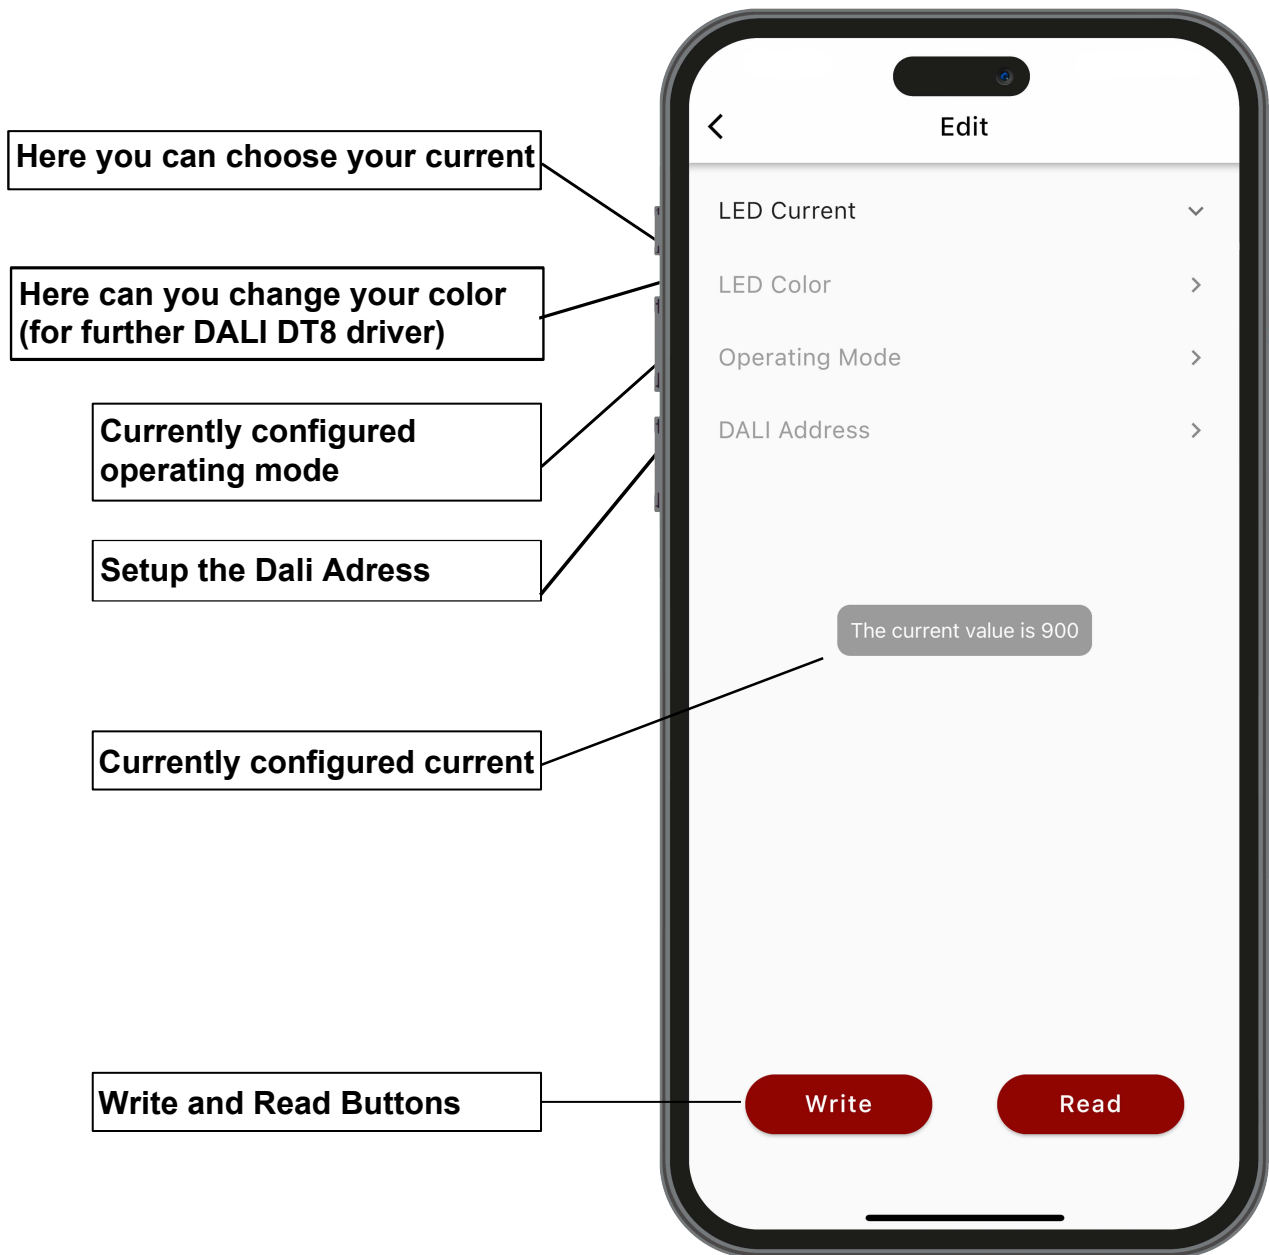 Edit
Here you can choose your current
LED Current
Here can you change your color
(for further DALI DT8 driver)
LED Color
Operating Mode
Currently configured
operating mode
DALI Address
Setup the Dali Adress
The current value is 900
Currently configured current
Write and Read Buttons
Write
Read